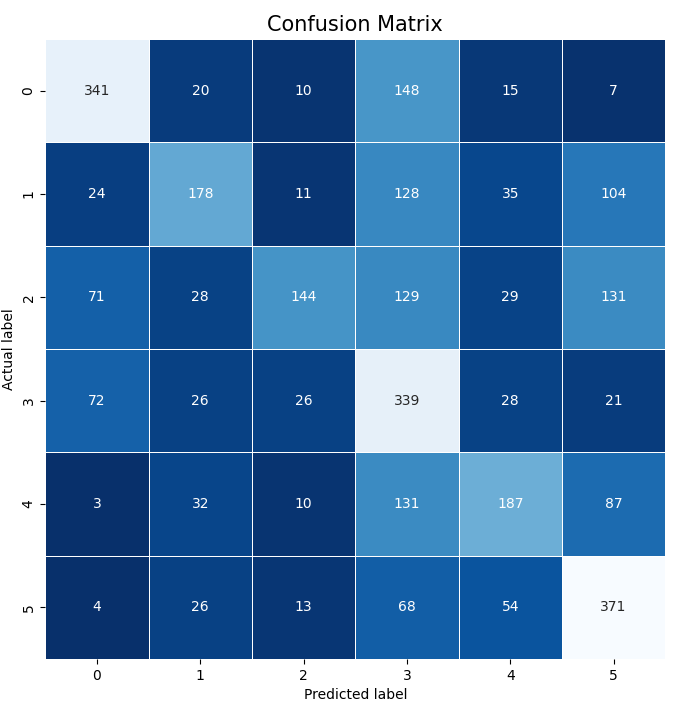 Confusion Matrix
0 341 20 10 148 15 7
1 24 178 11 128 35 104
2 71 28 144 129 29 131
3 72 26 26 339 28 21
4 3 32 10 131 187 87
5 4 26 13 68 54 371
0 1 2 3 4 5
Actual label
Predicted label